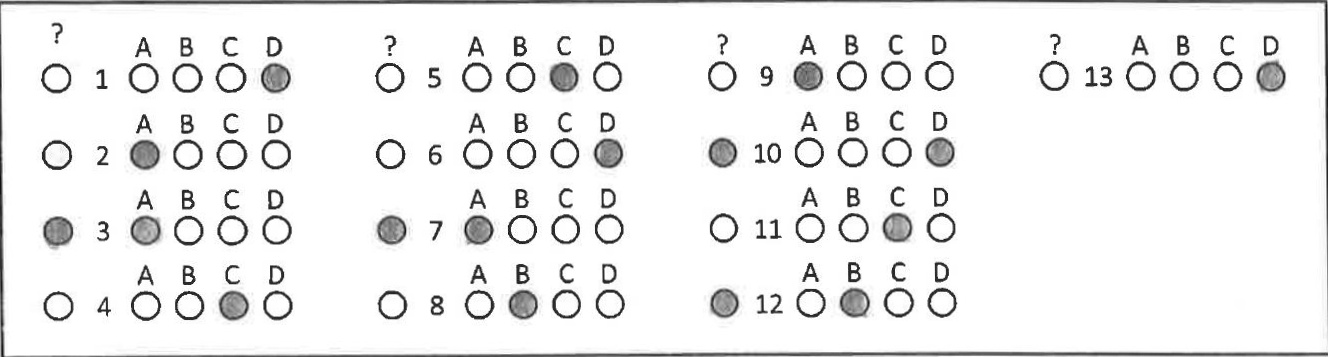 ? A B C D ? A B C D ? A B C D ? A B C D
1 5 9 13
A B C D A B C D A B C D
2 6 10
A B C D A B C D A B C D
3 7 11
A B C D A B C D A B C D
4 8 12